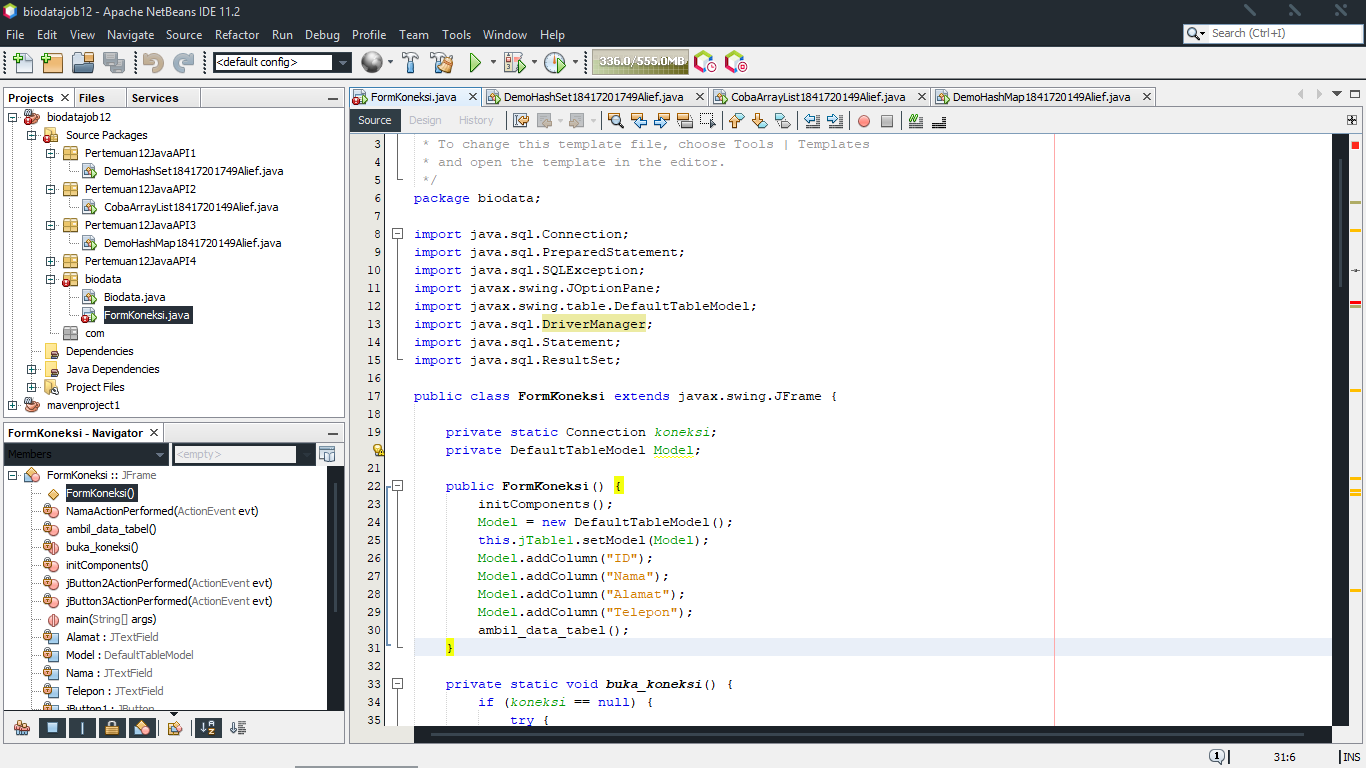 biodatajob12 - Apache NetBeans IDE 11.2
File Edit View Navigate Source Refactor Run Debug Profile Team Tools Window Help
Search (Ctrl+I)
<default config>
336.0/555.0MB
Projects Files Services
biodatajob12
Source Packages
Pertemuan12JavaAPI1
DemoHashSet18417201749Alief.java
Pertemuan12JavaAPI2
CobaArrayList1841720149Alief.java
Pertemuan12JavaAPI3
DemoHashMap1841720149Alief.java
Pertemuan12JavaAPI4
biodata
Biodata.java
FormKoneksi.java
com
Dependencies
Java Dependencies
Project Files
mavenproject1
FormKoneksi - Navigator
Members <empty>
FormKoneksi :: JFrame
FormKoneksi()
NamaActionPerformed(ActionEvent evt)
ambil_data_tabel()
buka_koneksi()
initComponents()
jButton2ActionPerformed(ActionEvent evt)
jButton3ActionPerformed(ActionEvent evt)
main(String[] args)
Alamat : JTextField
Model : DefaultTableModel
Nama : JTextField
Telepon : JTextField
jButton1 : JButton
FormKoneksi.java DemoHashSet18417201749Alief.java CobaArrayList1841720149Alief.java DemoHashMap1841720149Alief.java
Source Design History
3 * To change this template file, choose Tools | Templates
4 * and open the template in the editor.
5 */
6 package biodata;
7
8 import java.sql.Connection;
9 import java.sql.PreparedStatement;
10 import java.sql.SQLException;
11 import javax.swing.JOptionPane;
12 import javax.swing.table.DefaultTableModel;
13 import java.sql.DriverManager;
14 import java.sql.Statement;
15 import java.sql.ResultSet;
16
17 public class FormKoneksi extends javax.swing.JFrame {
18
19 private static Connection koneksi;
private DefaultTableModel Model;
21
22 public FormKoneksi() {
23 initComponents();
24 Model = new DefaultTableModel();
25 this.jTable1.setModel(Model);
26 Model.addColumn("ID");
27 Model.addColumn("Nama");
28 Model.addColumn("Alamat");
29 Model.addColumn("Telepon");
30 ambil_data_tabel();
31 }
32
33 private static void buka_koneksi() {
34 if (koneksi == null) {
35 try {
1 31:6 INS